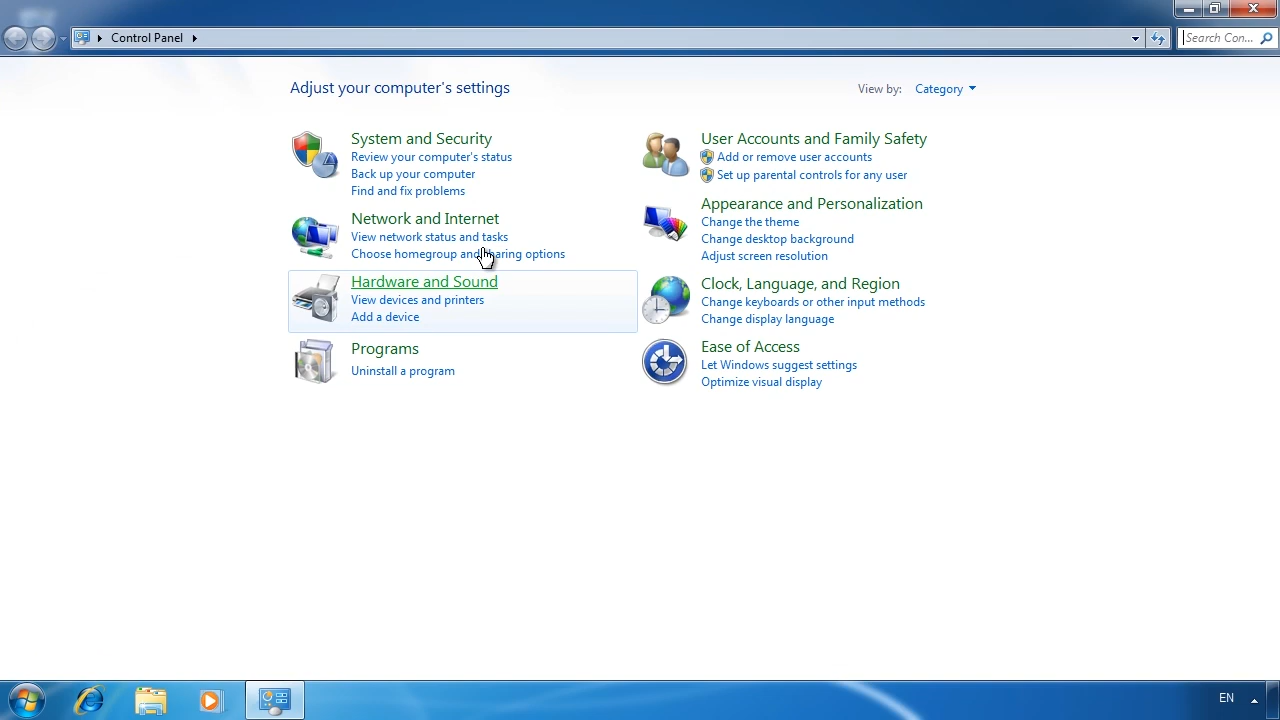 Control Panel
Search Con...
Adjust your computer's settings
View by: Category
System and Security
Review your computer's status
Back up your computer
Find and fix problems
Network and Internet
View network status and tasks
Choose homegroup and sharing options
Hardware and Sound
View devices and printers
Add a device
Programs
Uninstall a program
User Accounts and Family Safety
Add or remove user accounts
Set up parental controls for any user
Appearance and Personalization
Change the theme
Change desktop background
Adjust screen resolution
Clock, Language, and Region
Change keyboards or other input methods
Change display language
Ease of Access
Let Windows suggest settings
Optimize visual display
EN